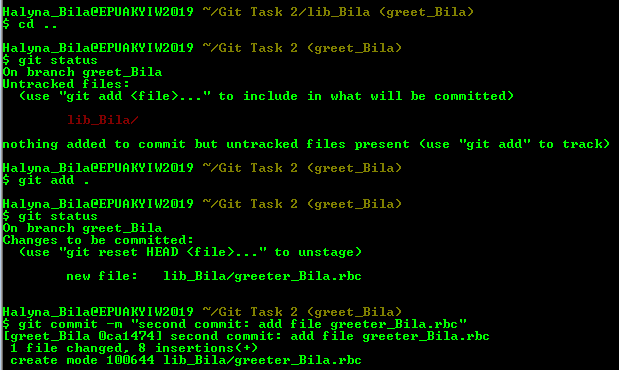 Halyna_Bila@EPUAKYIW2019 ~/Git Task 2/lib_Bila (greet_Bila)
$ cd ..
Halyna_Bila@EPUAKYIW2019 ~/Git Task 2 (greet_Bila)
$ git status
On branch greet_Bila
Untracked files:
  (use "git add <file>..." to include in what will be committed)
        lib_Bila/
nothing added to commit but untracked files present (use "git add" to track)
Halyna_Bila@EPUAKYIW2019 ~/Git Task 2 (greet_Bila)
$ git add .
Halyna_Bila@EPUAKYIW2019 ~/Git Task 2 (greet_Bila)
$ git status
On branch greet_Bila
Changes to be committed:
  (use "git reset HEAD <file>..." to unstage)
        new file:   lib_Bila/greeter_Bila.rbc
Halyna_Bila@EPUAKYIW2019 ~/Git Task 2 (greet_Bila)
$ git commit -m "second commit: add file greeter_Bila.rbc"
[greet_Bila 0ca1474] second commit: add file greeter_Bila.rbc
 1 file changed, 8 insertions(+)
 create mode 100644 lib_Bila/greeter_Bila.rbc